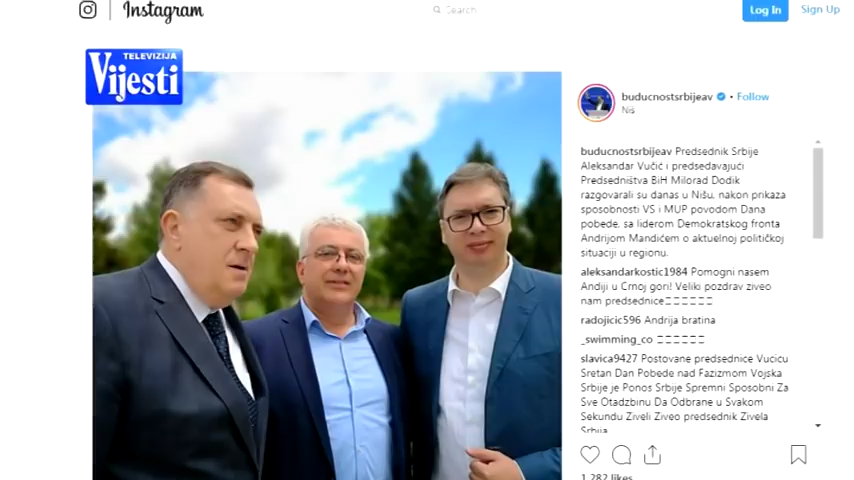 Instagram
Search
Log In
Sign Up
TELEVIZIJA
Vijesti
buducnostsrbijeav • Follow
Niš
buducnostsrbijeav Predsednik Srbije
Aleksandar Vučić i predsedavajući
Predsedništva BiH Milorad Dodik
razgovarali su danas u Nišu, nakon prikaza
sposobnosti VS i MUP povodom Dana
pobede, sa liderom Demokratskog fronta
Andrijom Mandićem o aktuelnoj političkoj
situaciji u regionu.
aleksandarkostic1984 Pomogni nasem
Andiji u Crnoj gori! Veliki pozdrav ziveo
nam predsednice
radojicic596 Andrija bratina
_swimming_co
slavica9427 Postovane predsednice Vucicu
Sretan Dan Pobede nad Fazizmom Vojska
Srbije je Ponos Srbije Spremni Sposobni Za
Sve Otadzbinu Da Odbrane u Svakom
Sekundu Ziveli Ziveo predsednik Zivela
Srbija
1,282 likes